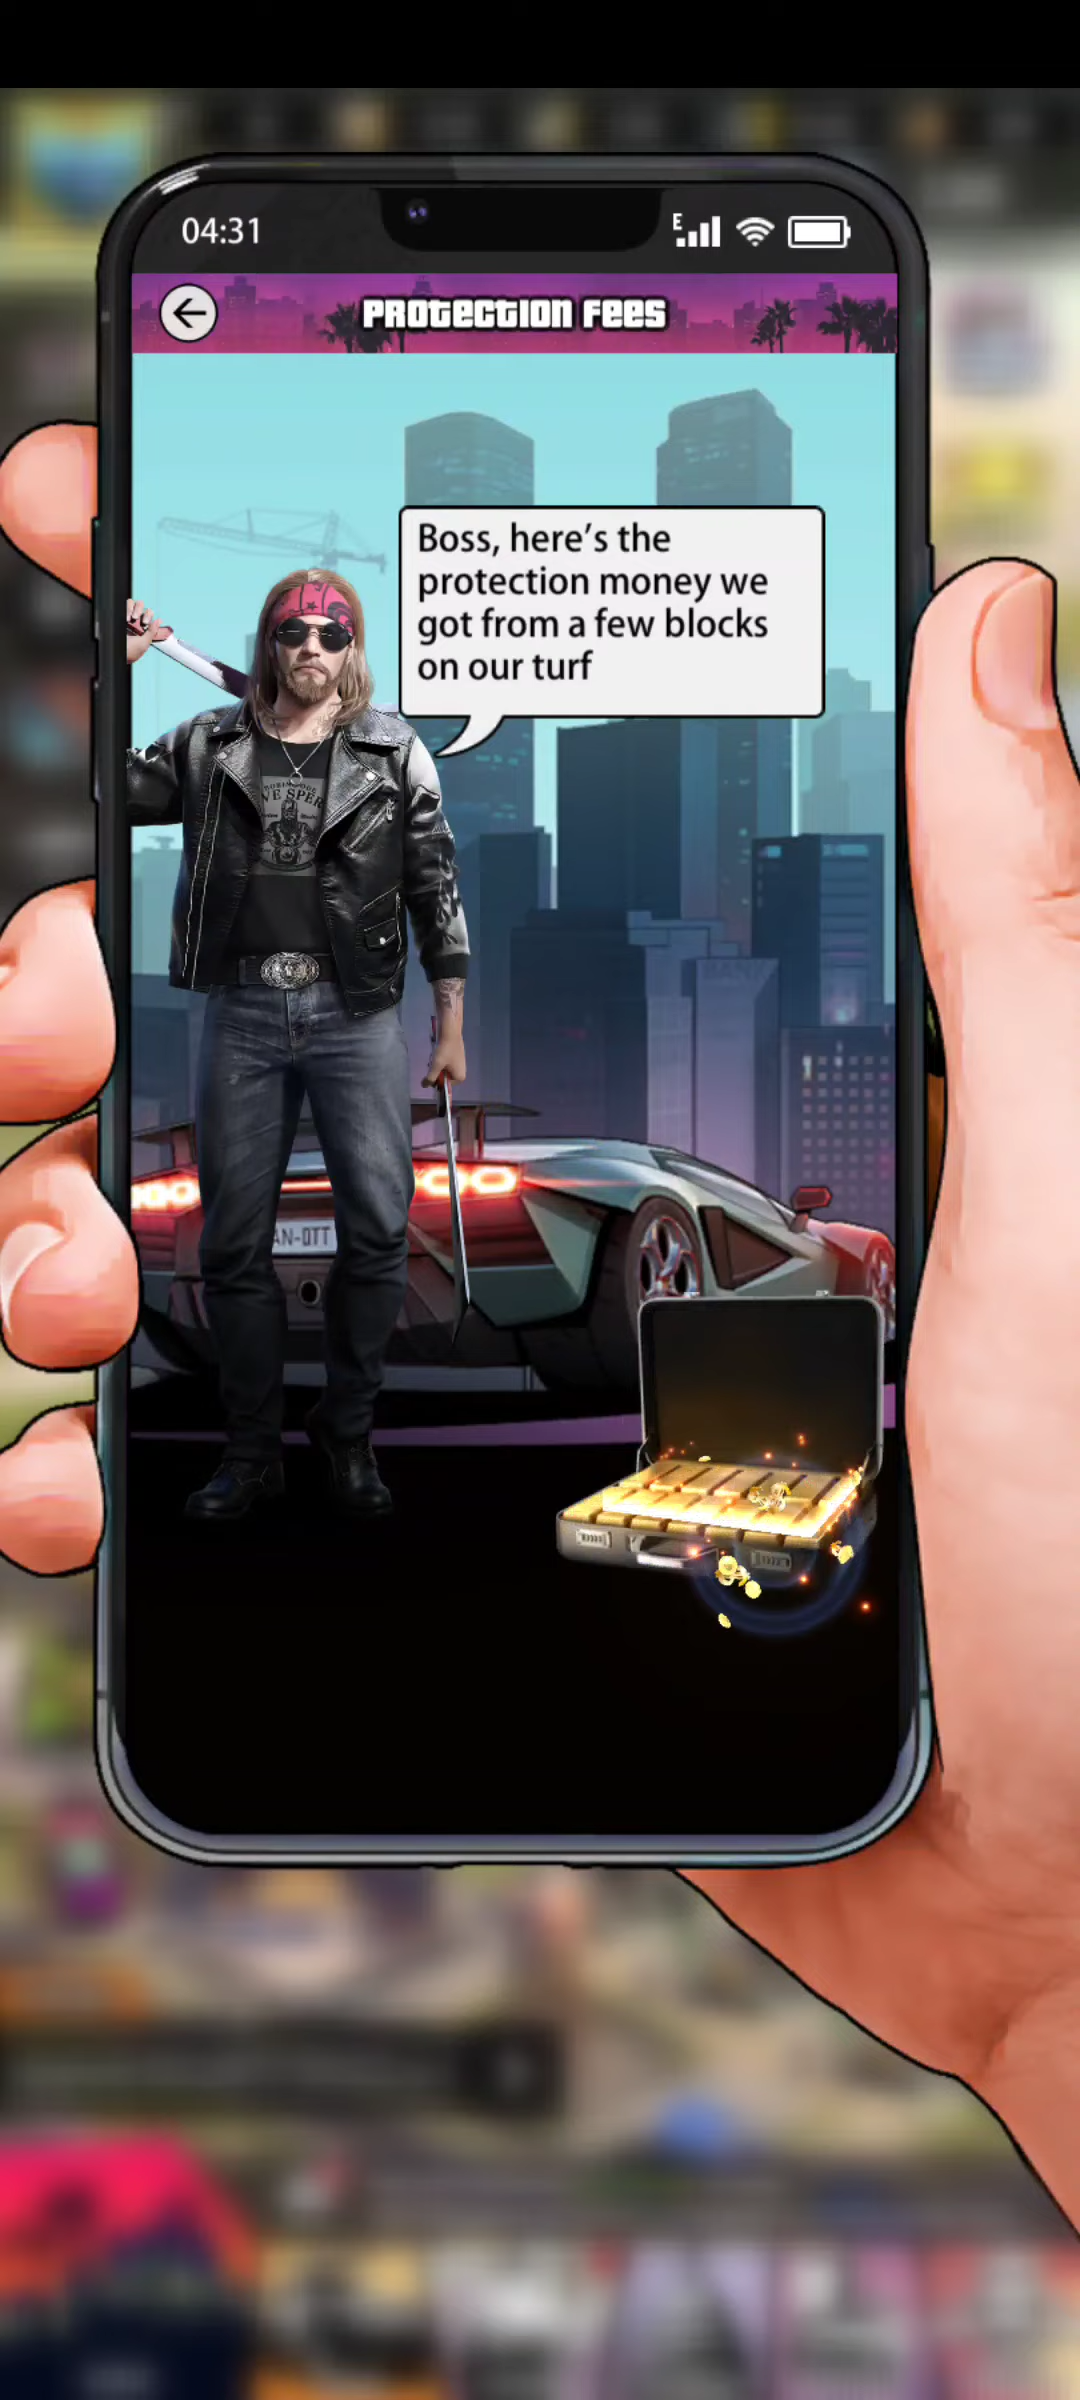 04:31
E
PROTECTION FEES
Boss, here's the
protection money we
got from a few blocks
on our turf
AN-OTT
BANK